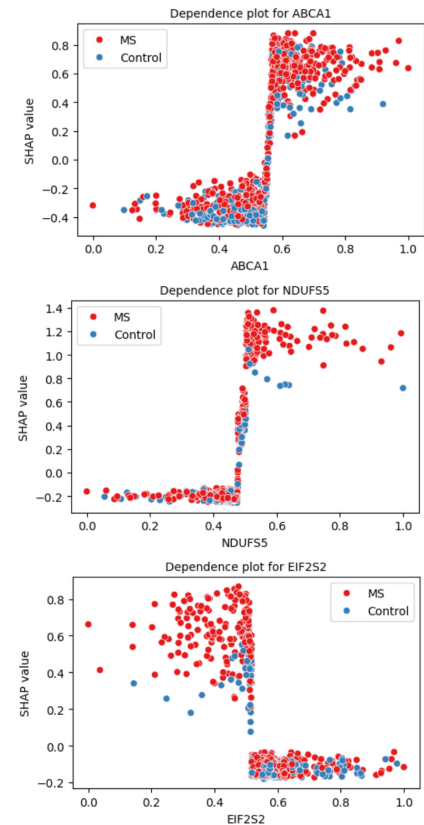 Dependence plot for ABCA1
MS
Control
SHAP value
0.8
0.6
0.4
0.2
0.0
−0.2
−0.4
0.0 0.2 0.4 0.6 0.8 1.0
ABCA1
Dependence plot for NDUFS5
MS
Control
SHAP value
1.4
1.2
1.0
0.8
0.6
0.4
0.2
0.0
−0.2
0.0 0.2 0.4 0.6 0.8 1.0
NDUFS5
Dependence plot for EIF2S2
MS
Control
SHAP value
0.8
0.6
0.4
0.2
0.0
−0.2
0.0 0.2 0.4 0.6 0.8 1.0
EIF2S2